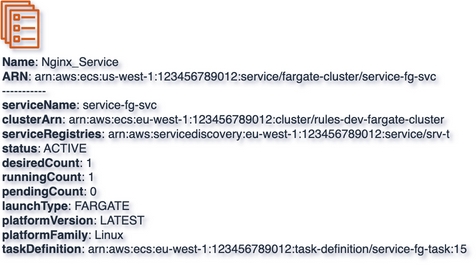 Name: Nginx_Service
ARN: arn:aws:ecs:us-west-1:123456789012:service/fargate-cluster/service-fg-svc
-----------
serviceName: service-fg-svc
clusterArn: arn:aws:ecs:eu-west-1:123456789012:cluster/rules-dev-fargate-cluster
serviceRegistries: arn:aws:servicediscovery:eu-west-1:123456789012:service/srv-t
status: ACTIVE
desiredCount: 1
runningCount: 1
pendingCount: 0
launchType: FARGATE
platformVersion: LATEST
platformFamily: Linux
taskDefinition: arn:aws:ecs:eu-west-1:123456789012:task-definition/service-fg-task:15